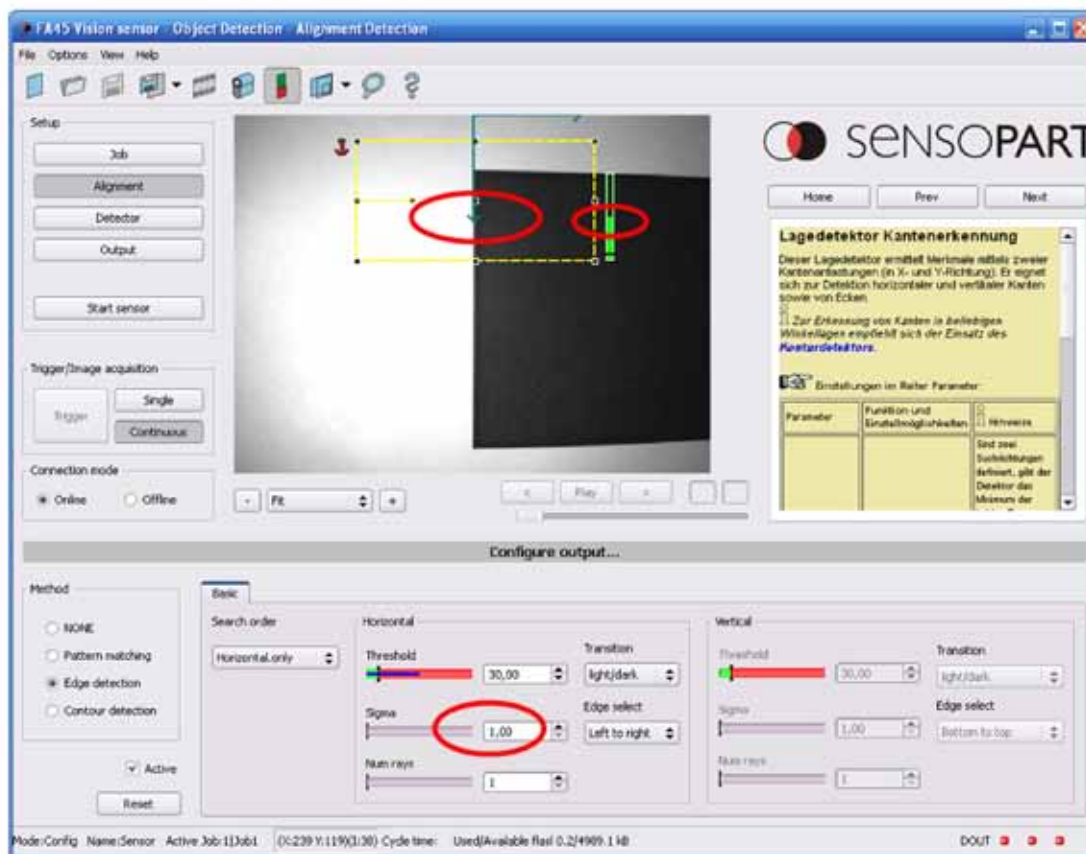 FA45 Vision sensor - Object Detection - Alignment Detection
File Options View Help
Setup
Job
Alignment
Detector
Output
Start sensor
Trigger/Image acquisition
Trigger
Single
Continuous
Connection mode
Online
Offline
- Fit +
< Play >
SENSOPART
Home
Prev
Next
Lagedetektor Kantenerkennung
Dieser Lagedetektor ermittelt Merkmale mittels zweier
Kantenantastungen (in X- und Y-Richtung). Er eignet
sich zur Detektion horizontaler und vertikaler Kanten
sowie von Ecken.
Zur Erkennung von Kanten in beliebigen
Winkellagen empfiehlt sich der Einsatz des
Konturdetektors.
Einstellungen im Reiter Parameter:
Parameter
Funktion und
Einstellmöglichkeiten
Hinweise
Sind zwei
Suchrichtungen
definiert, gibt der
Detektor das
Minimum der
Configure output...
Method
NONE
Pattern matching
Edge detection
Contour detection
Active
Reset
Basic
Search order
Horizontal.only
Horizontal
Threshold
30,00
Transition
light/dark
Sigma
1,00
Edge select
Left to right
Num rays
1
Vertical
Threshold
30,00
Transition
light/dark
Sigma
1,00
Edge select
Bottom to top
Num rays
1
Mode:Config Name:Sensor Active Job:1|Job1 (X:239 Y:119)(I:38) Cycle time: Used/Available flash 0.2/4989.1 kB DOUT